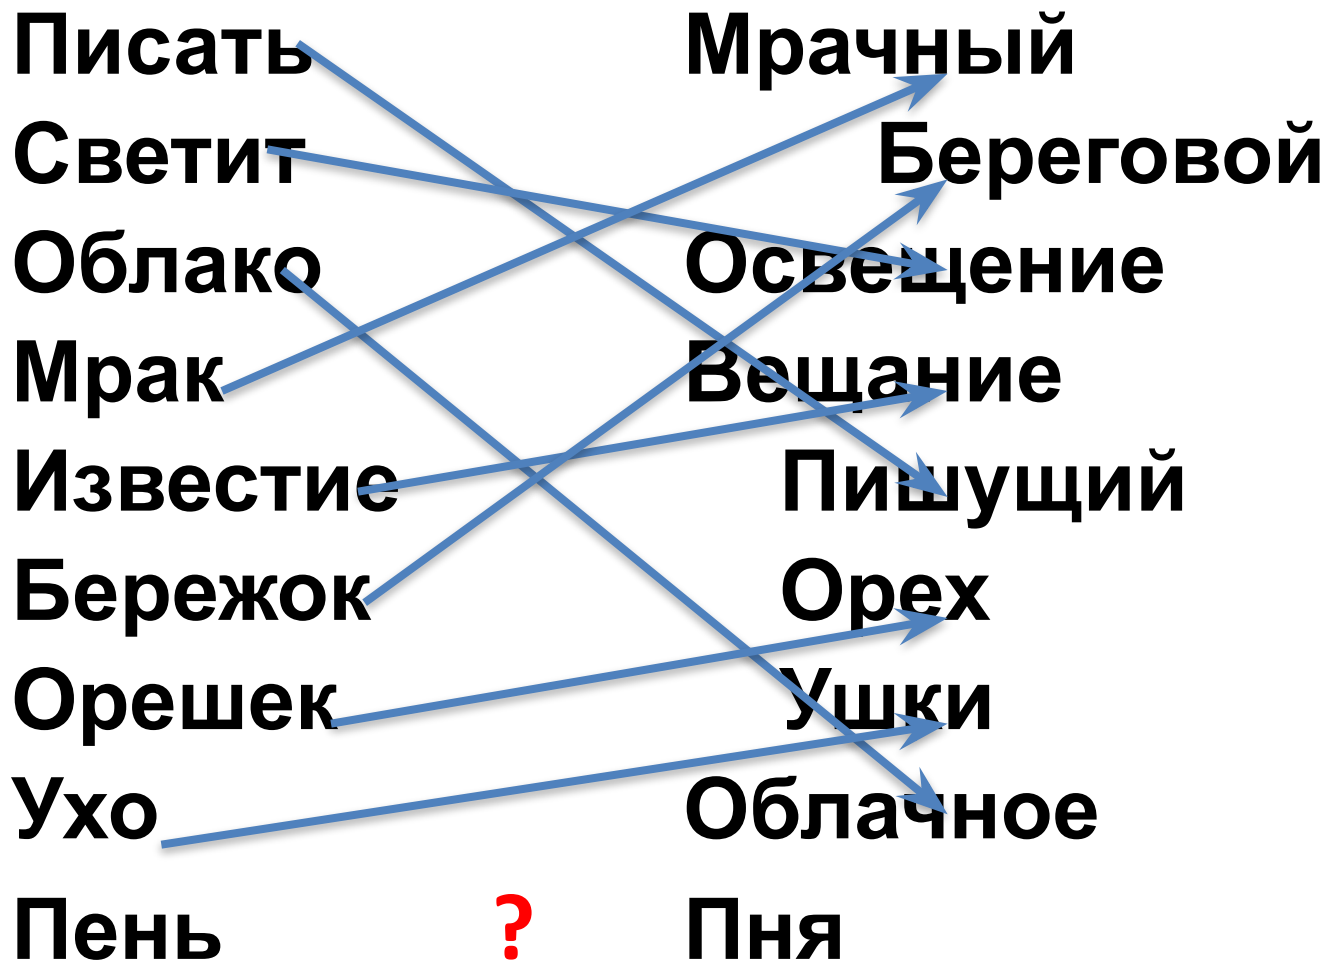 Писать Мрачный
Светит Береговой
Облако Освещение
Мрак Вещание
Известие Пишущий
Бережок Орех
Орешек Ушки
Ухо Облачное
Пень ? Пня